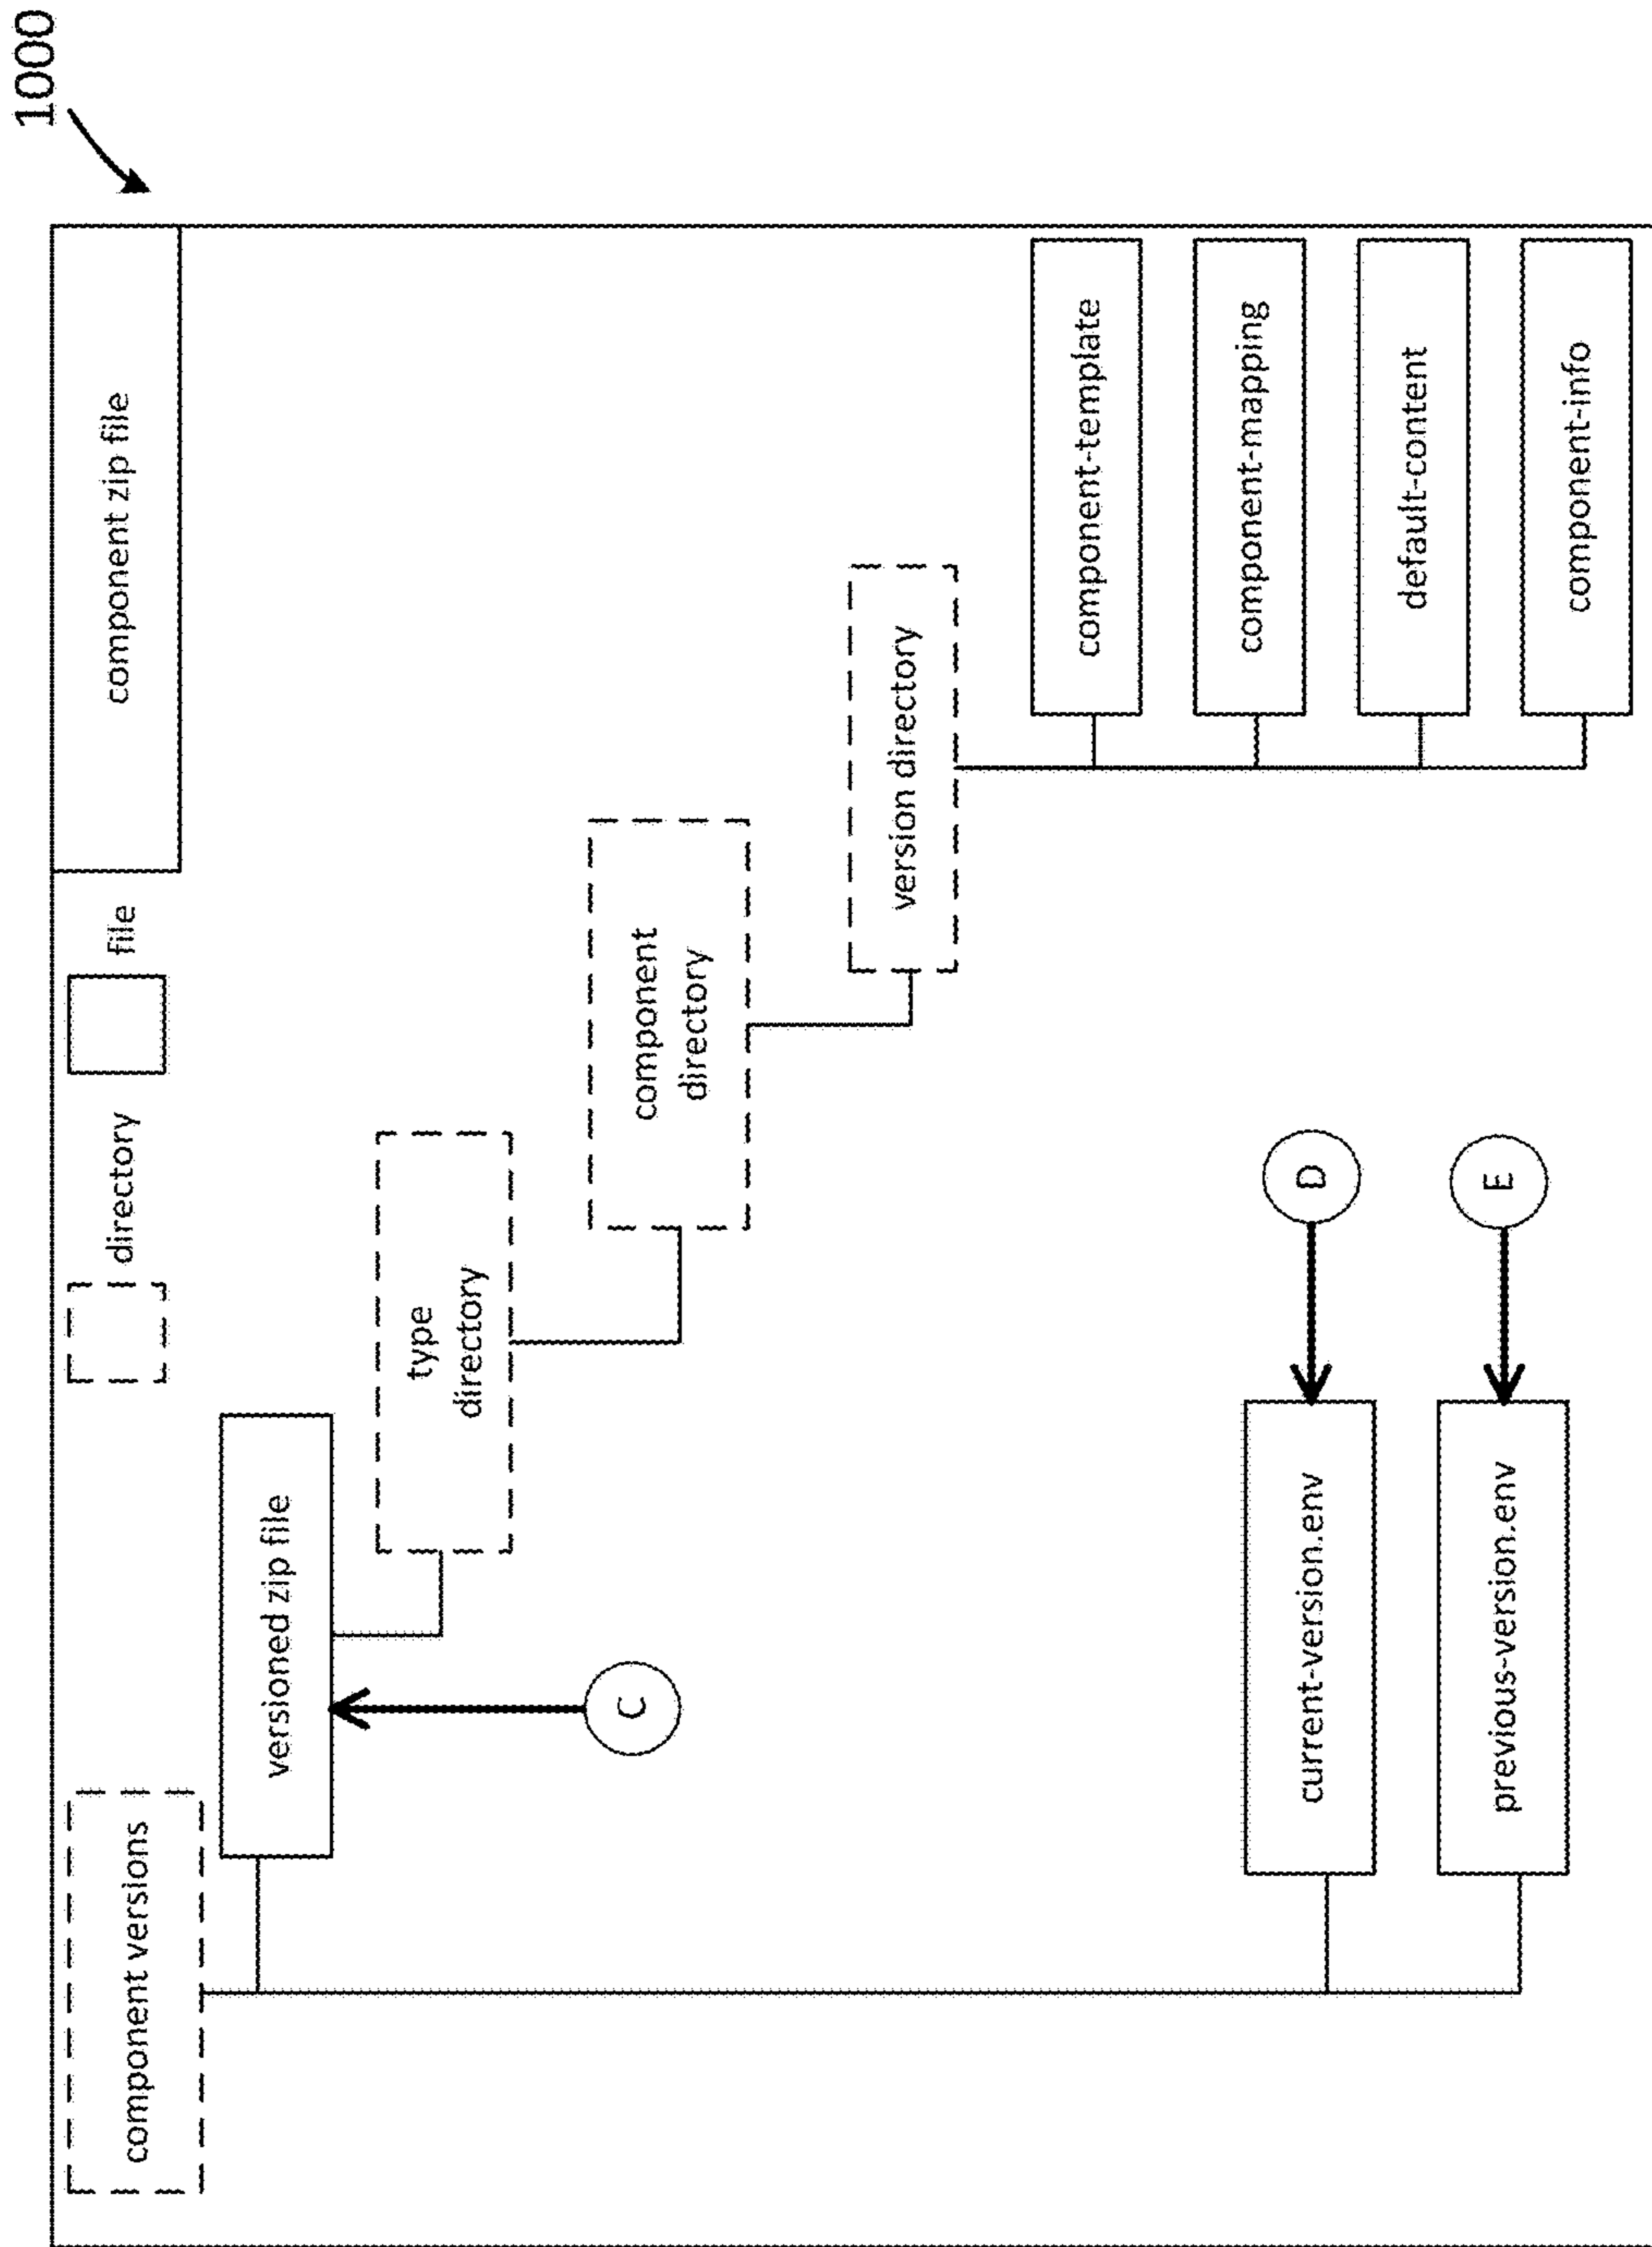 1000
component versions
directory
file
component zip file
versioned zip file
type
directory
C
component
directory
version directory
component-template
component-mapping
default-content
component-info
current-version.env
D
previous-version.env
E